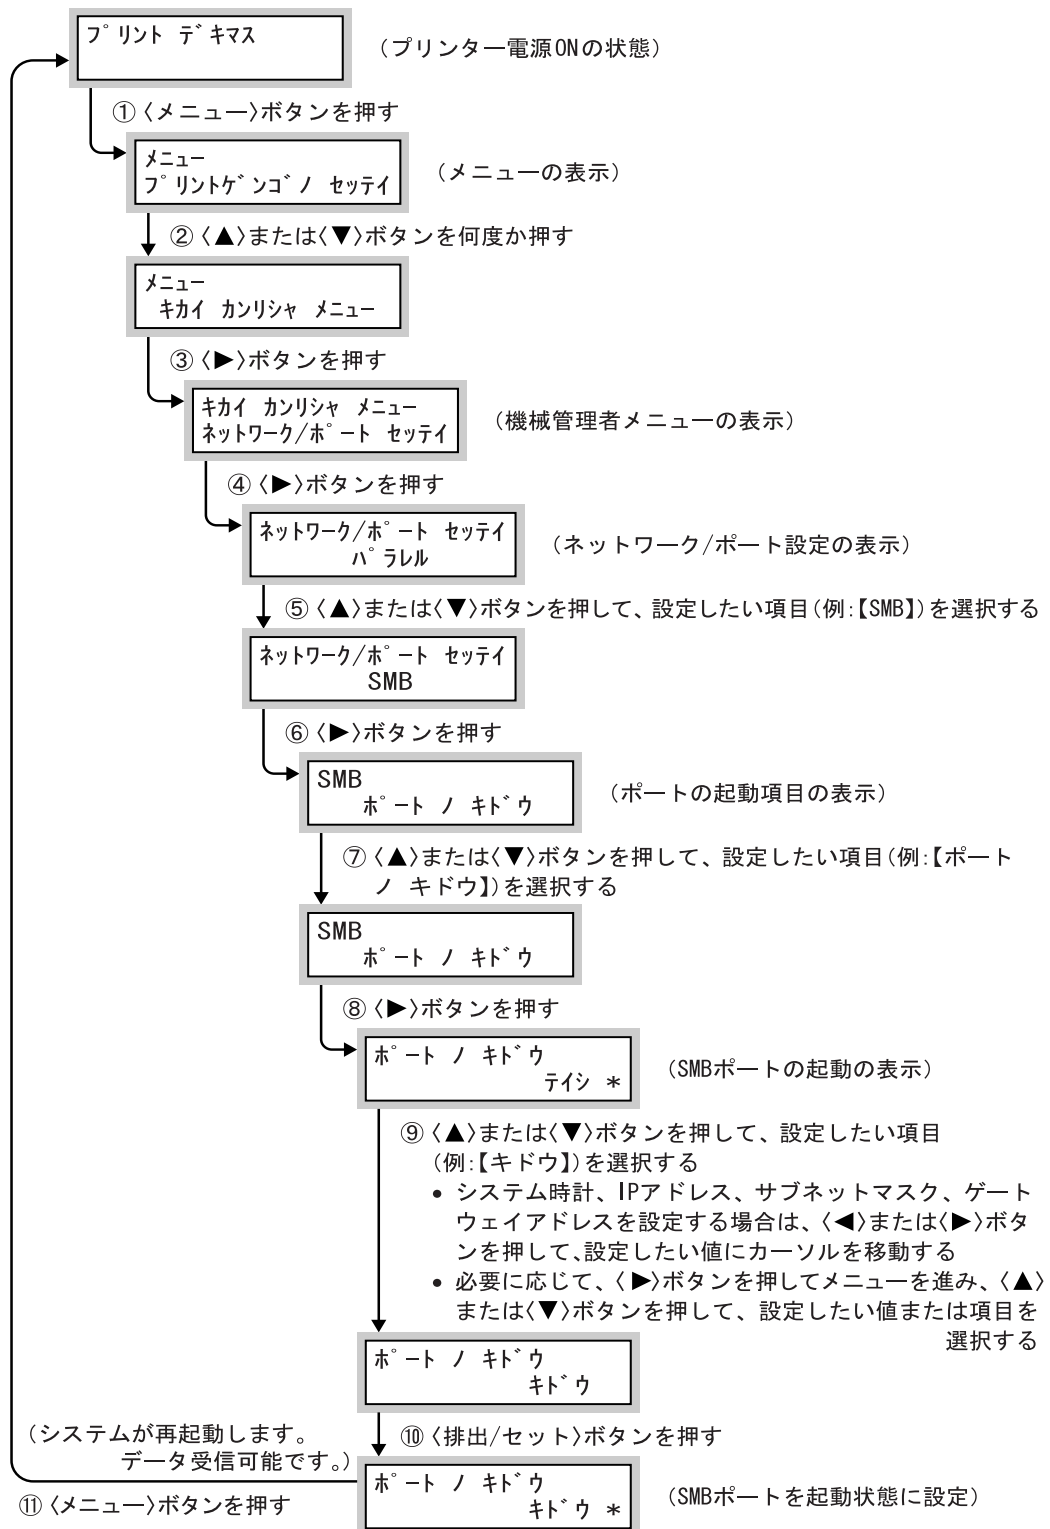 プリント デキマス
（プリンター電源ONの状態）
①〈メニュー〉ボタンを押す
メニュー
プリントゲンゴノ セッテイ
（メニューの表示）
②〈▲〉または〈▼〉ボタンを何度か押す
メニュー
キカイ カンリシャ メニュー
③〈▶〉ボタンを押す
キカイ カンリシャ メニュー
ネットワーク/ポート セッテイ
（機械管理者メニューの表示）
④〈▶〉ボタンを押す
ネットワーク/ポート セッテイ
パラレル
（ネットワーク/ポート設定の表示）
⑤〈▲〉または〈▼〉ボタンを押して、設定したい項目（例：【SMB】）を選択する
ネットワーク/ポート セッテイ
SMB
⑥〈▶〉ボタンを押す
SMB
ポート ノ キドウ
（ポートの起動項目の表示）
⑦〈▲〉または〈▼〉ボタンを押して、設定したい項目（例：【ポート
ノ キドウ】）を選択する
SMB
ポート ノ キドウ
⑧〈▶〉ボタンを押す
ポート ノ キドウ
テイシ ＊
（SMBポートの起動の表示）
⑨〈▲〉または〈▼〉ボタンを押して、設定したい項目
（例：【キドウ】）を選択する
• システム時計、IPアドレス、サブネットマスク、ゲート
ウェイアドレスを設定する場合は、〈◀〉または〈▶〉ボタ
ンを押して、設定したい値にカーソルを移動する
• 必要に応じて、〈▶〉ボタンを押してメニューを進み、〈▲〉
または〈▼〉ボタンを押して、設定したい値または項目を
選択する
ポート ノ キドウ
キドウ
⑩〈排出/セット〉ボタンを押す
（システムが再起動します。
データ受信可能です。）
ポート ノ キドウ
キドウ ＊
（SMBポートを起動状態に設定）
⑪〈メニュー〉ボタンを押す